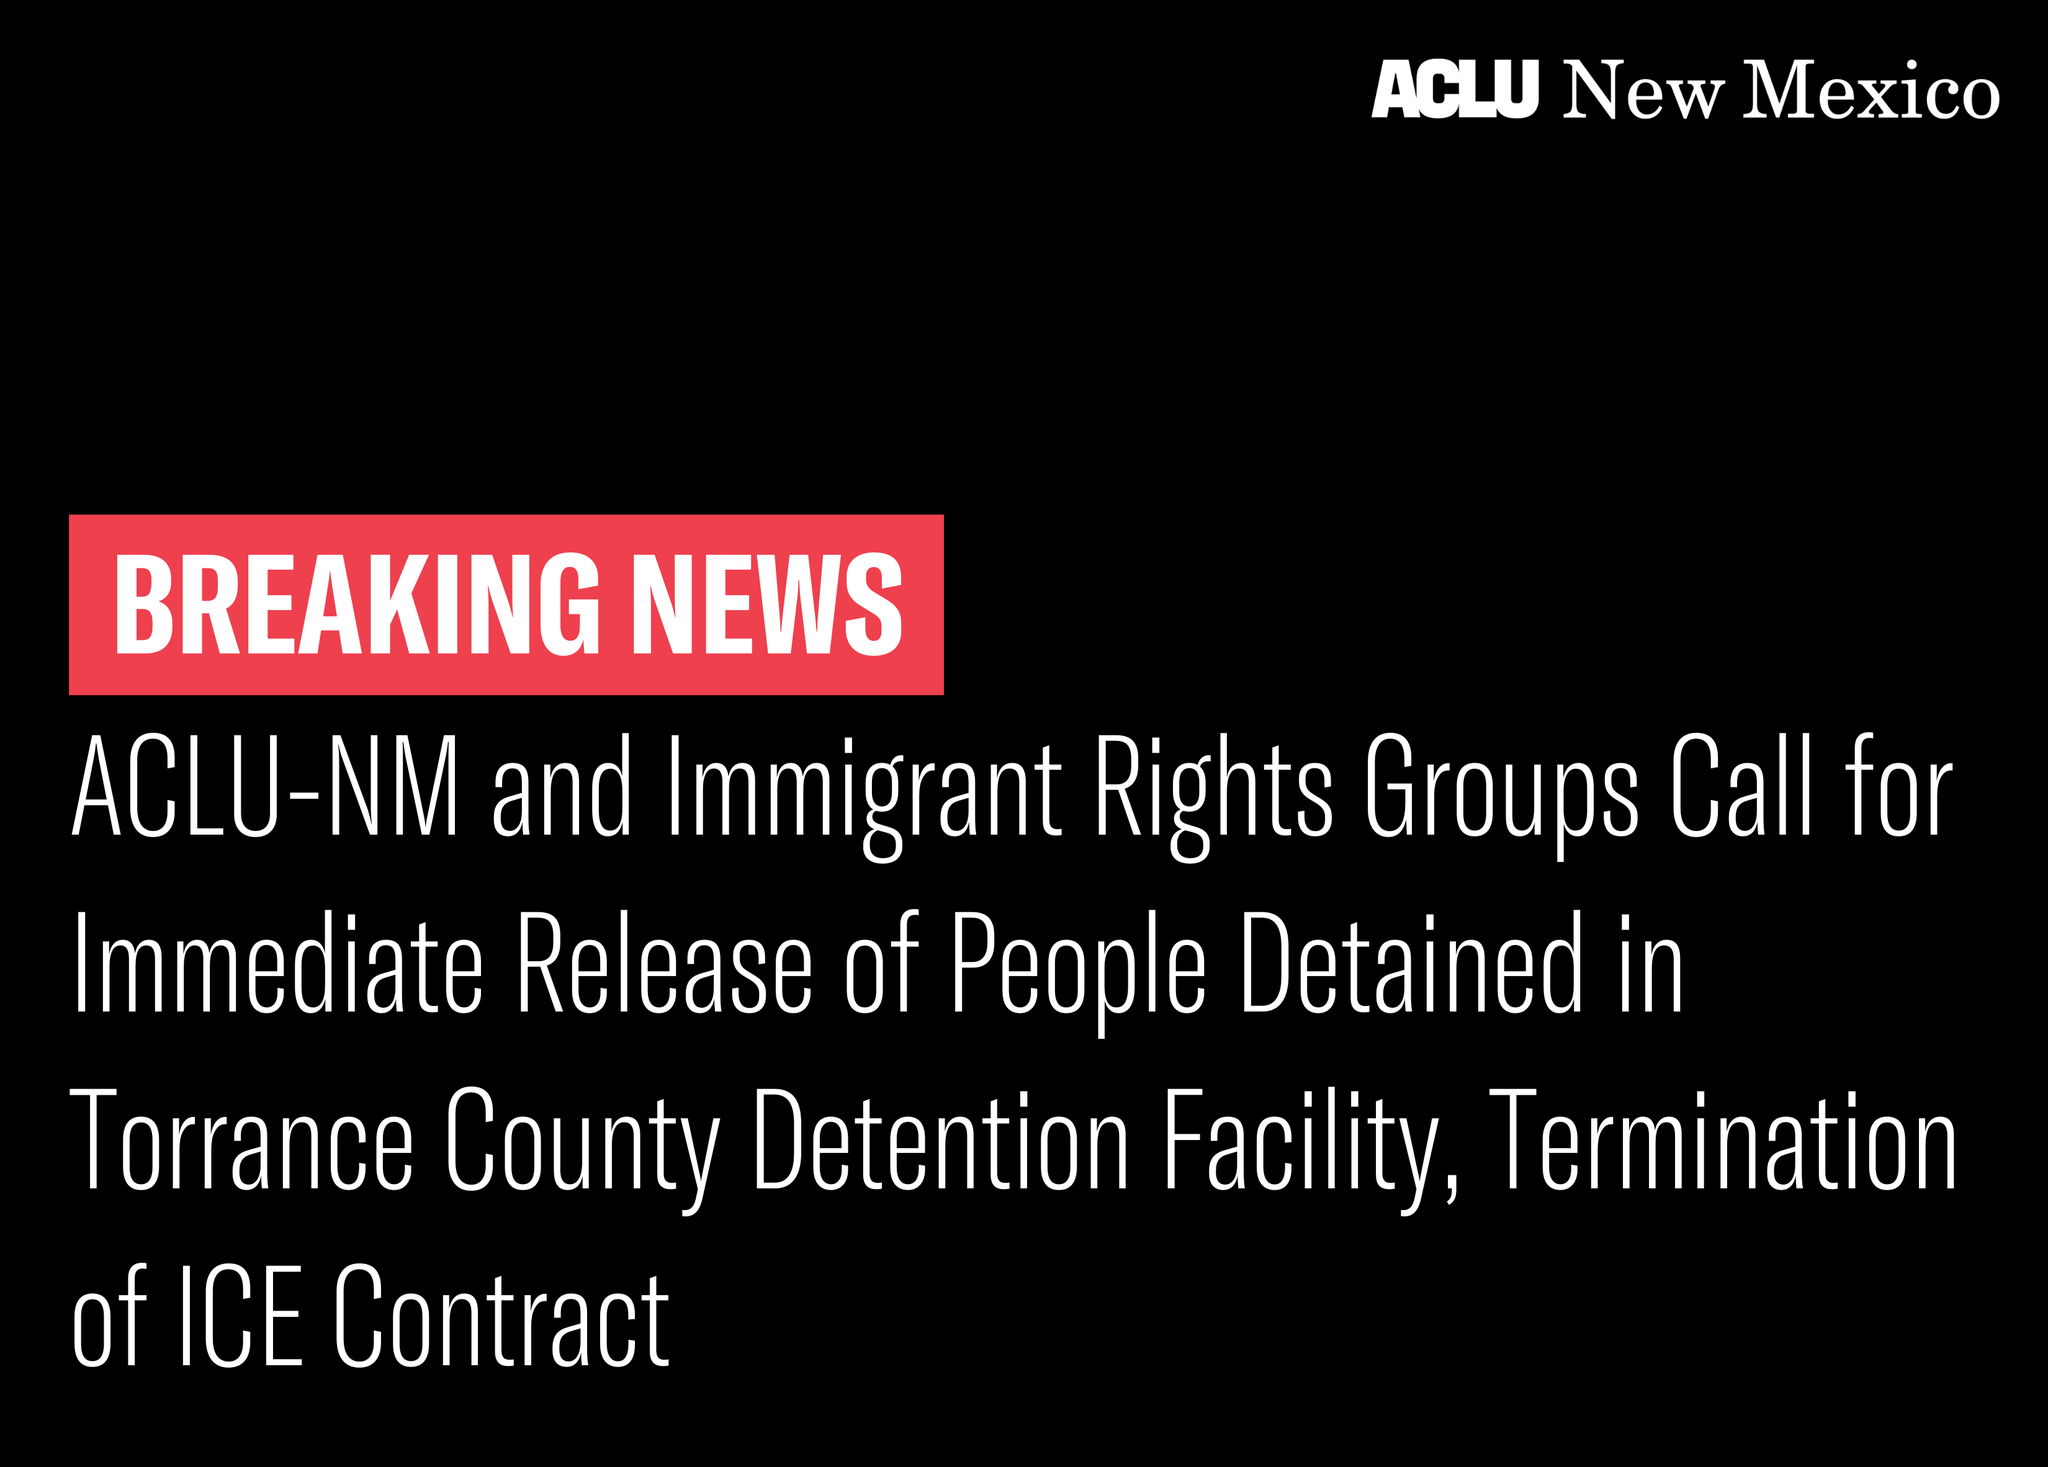 ACLU New Mexico
BREAKING NEWS
ACLU-NM and Immigrant Rights Groups Call for
Immediate Release of People Detained in
Torrance County Detention Facility, Termination
of ICE Contract